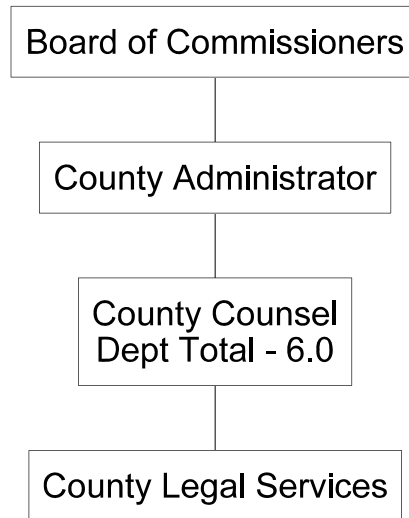 Board of Commissioners
County Administrator
County Counsel
Dept Total - 6.0
County Legal Services